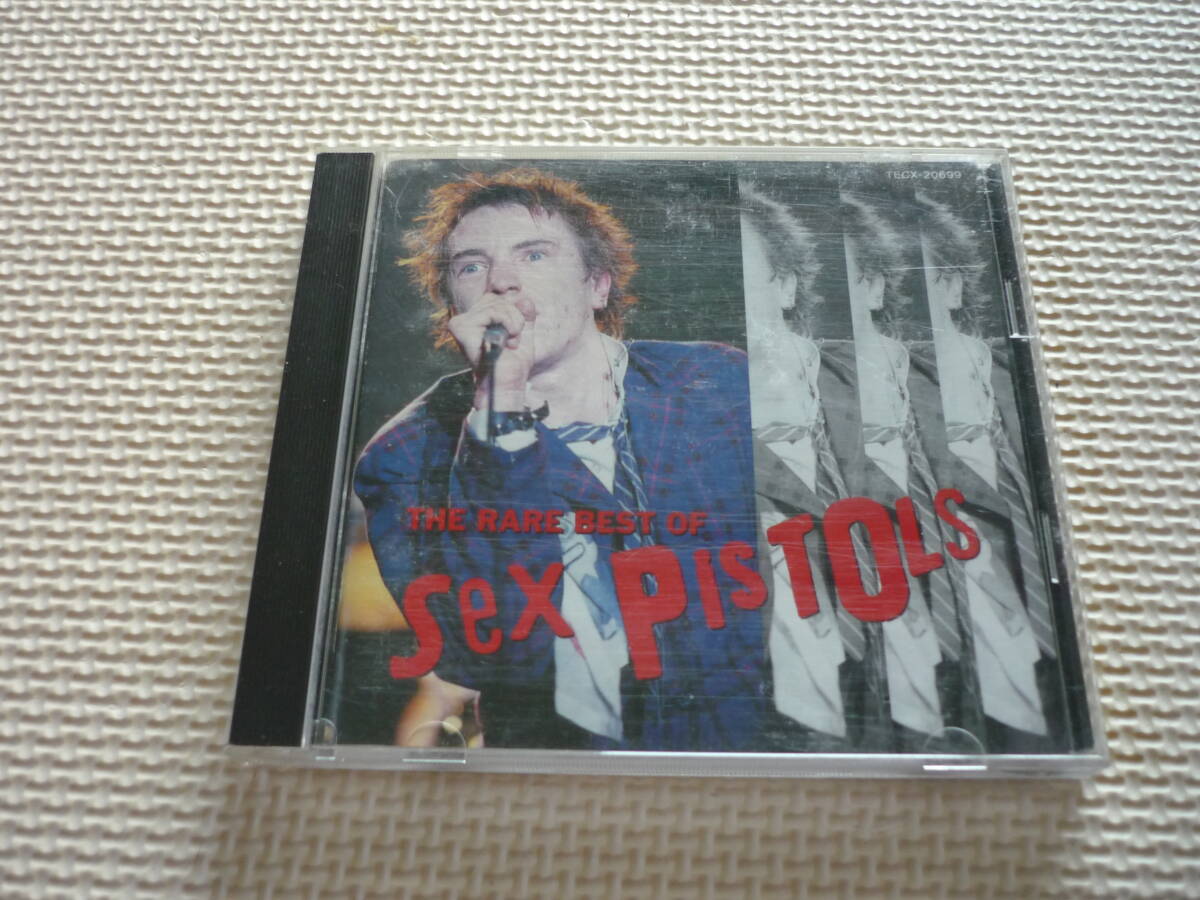 TECX-20699
THE RARE BEST OF
Sex PISTOLS